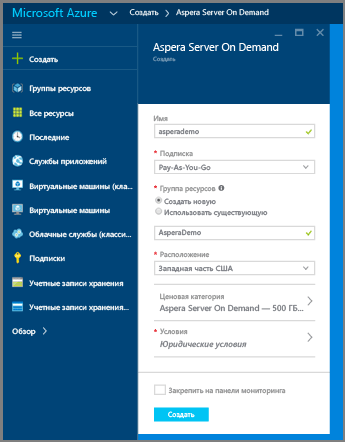 Microsoft Azure Создать > Aspera Server On Demand
Создать
Группы ресурсов
Все ресурсы
Последние
Службы приложений
Виртуальные машины (кла...
Виртуальные машины
Облачные службы (класси...
Подписки
Учетные записи хранения
Учетные записи хранения...
Обзор >
Aspera Server On Demand
Создать
Имя
asperademo
* Подписка
Pay-As-You-Go
* Группа ресурсов
Создать новую
Использовать существующую
AsperaDemo
* Расположение
Западная часть США
Ценовая категория
Aspera Server On Demand — 500 ГБ...
* Условия
Юридические условия
Закрепить на панели мониторинга
Создать